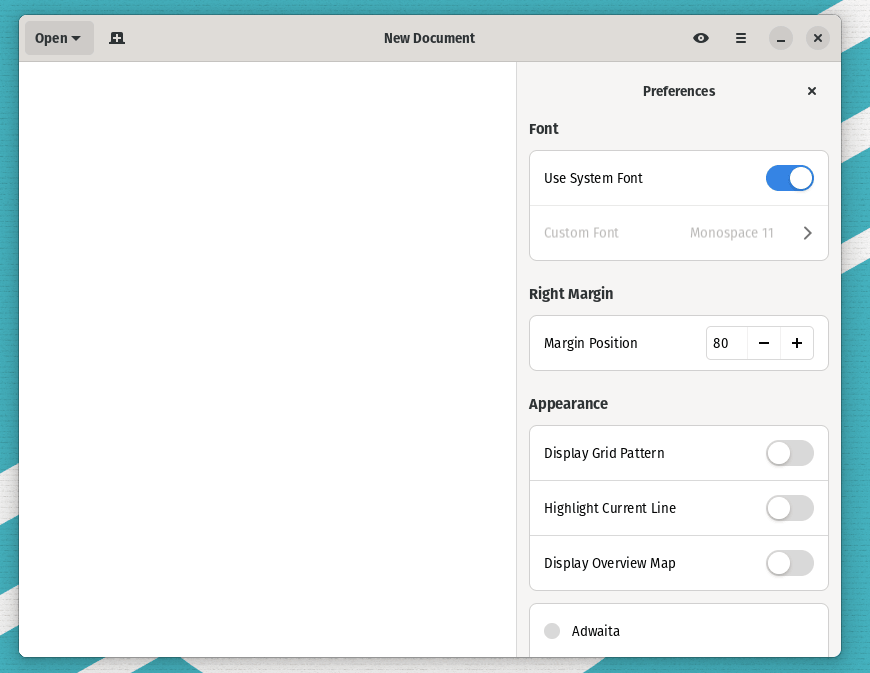 Open
New Document
Preferences
Font
Use System Font
Custom Font Monospace 11
Right Margin
Margin Position 80
Appearance
Display Grid Pattern
Highlight Current Line
Display Overview Map
Adwaita